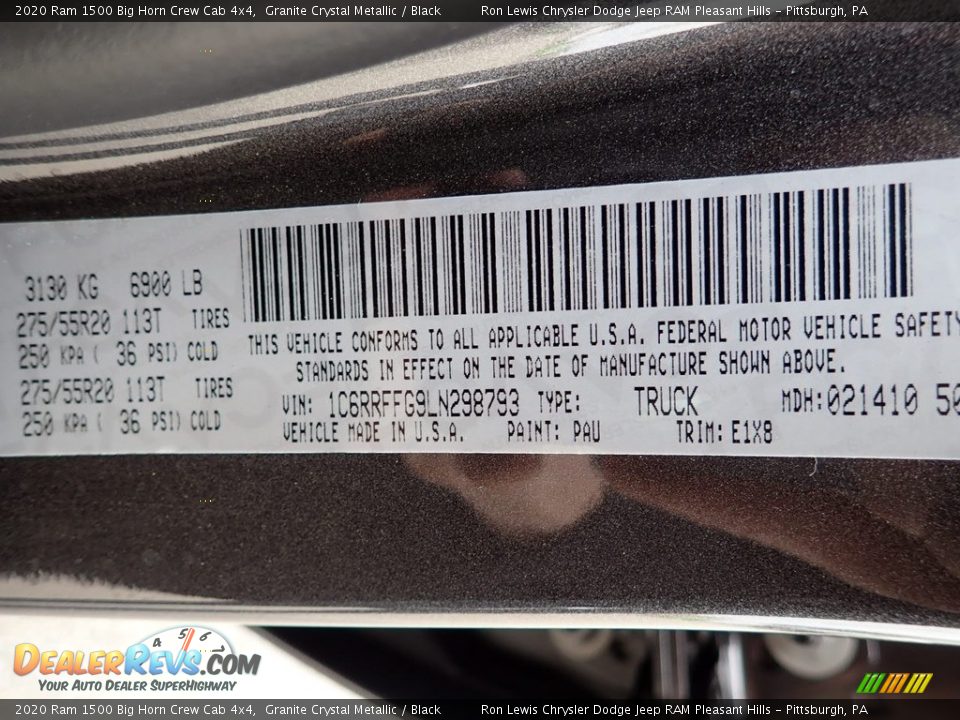 2020 Ram 1500 Big Horn Crew Cab 4x4, Granite Crystal Metallic / Black Ron Lewis Chrysler Dodge Jeep RAM Pleasant Hills - Pittsburgh, PA
3130 KG 6900 LB
275/55R20 113T TIRES
250 KPA ( 36 PSI) COLD
275/55R20 113T TIRES
250 KPA ( 36 PSI) COLD
THIS VEHICLE CONFORMS TO ALL APPLICABLE U.S.A. FEDERAL MOTOR VEHICLE SAFETY
STANDARDS IN EFFECT ON THE DATE OF MANUFACTURE SHOWN ABOVE.
VIN: 1C6RRFFG9LN298793 TYPE: TRUCK MDH:021410 50
VEHICLE MADE IN U.S.A. PAINT: PAU TRIM: E1X8
4 5 6
DEALERREVS.COM
YOUR AUTO DEALER SUPERHIGHWAY
2020 Ram 1500 Big Horn Crew Cab 4x4, Granite Crystal Metallic / Black Ron Lewis Chrysler Dodge Jeep RAM Pleasant Hills - Pittsburgh, PA